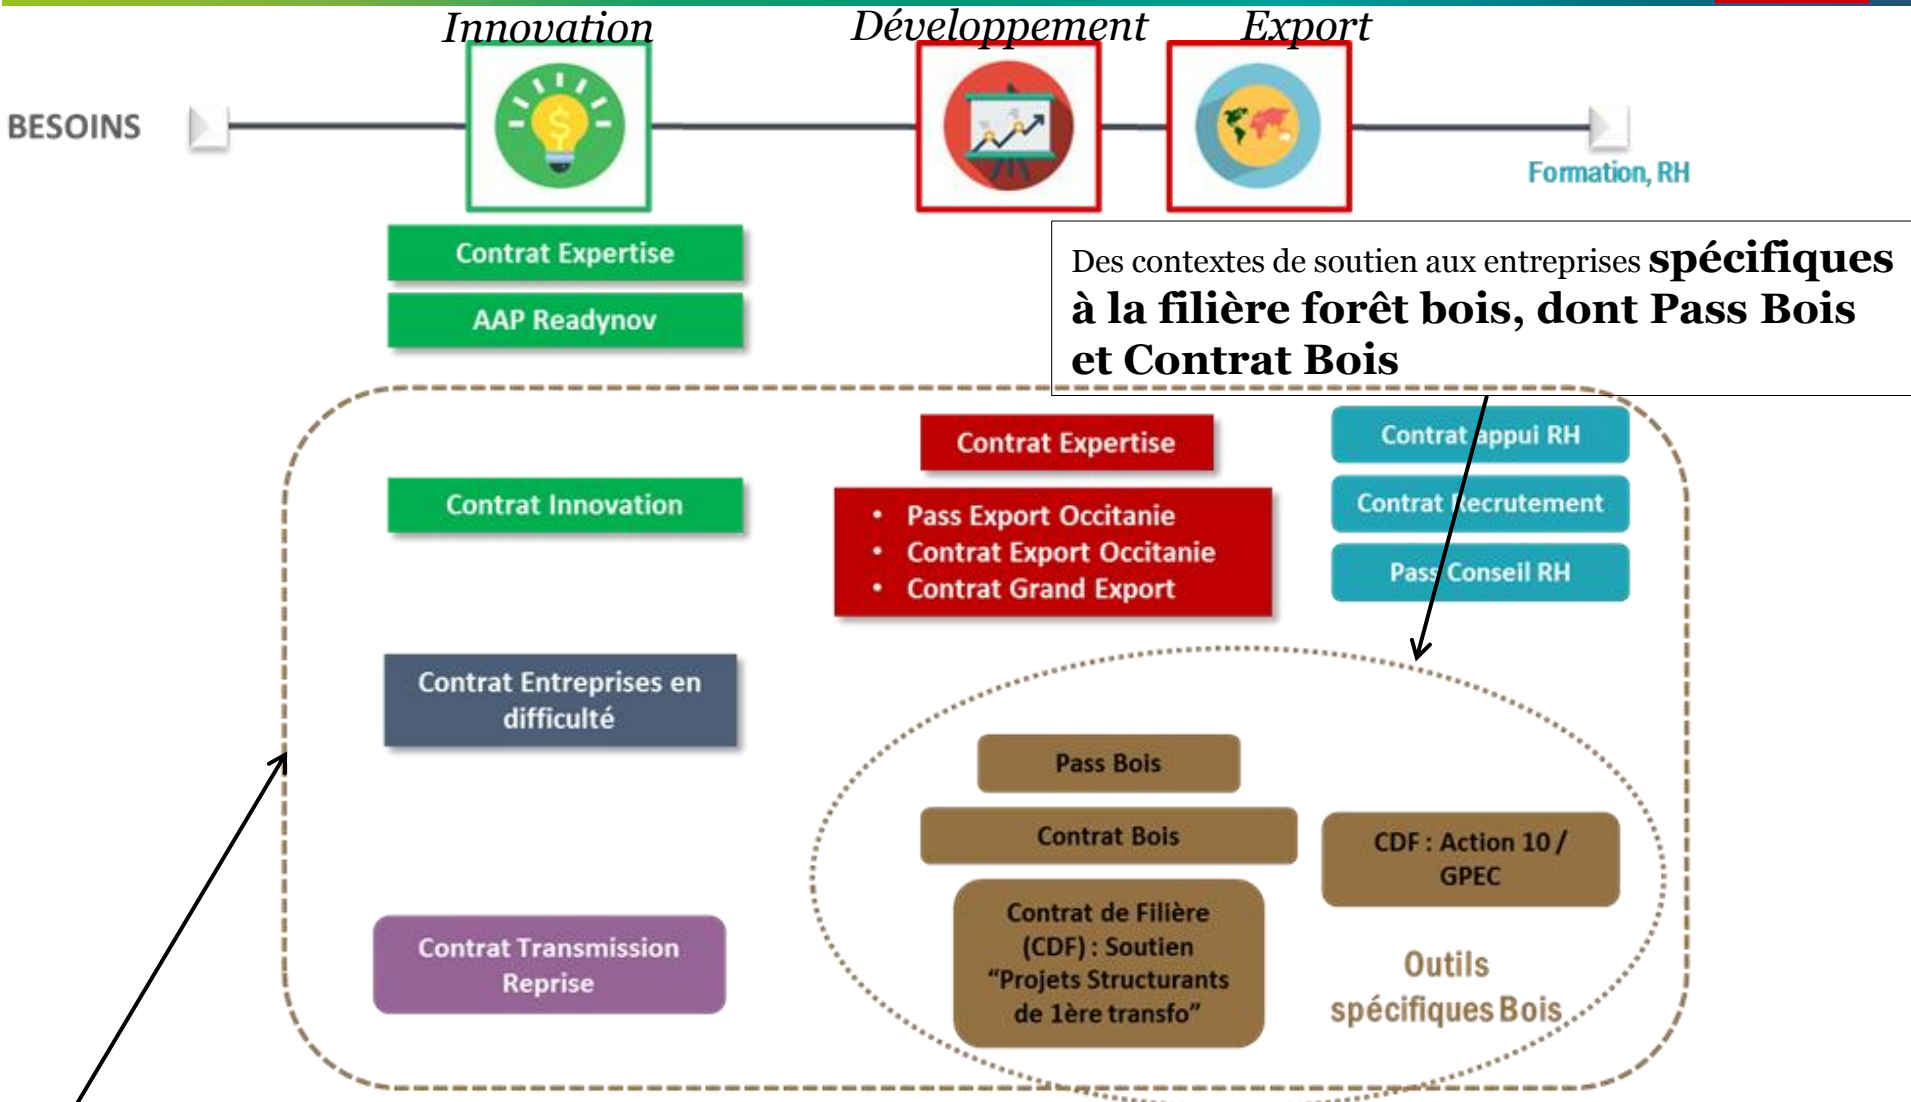 Innovation
Développement
Export
BESOINS
Formation, RH
Contrat Expertise
AAP Readynov
Des contextes de soutien aux entreprises spécifiques
à la filière forêt bois, dont Pass Bois
et Contrat Bois
Contrat Innovation
Contrat Expertise
• Pass Export Occitanie
• Contrat Export Occitanie
• Contrat Grand Export
Contrat appui RH
Contrat Recrutement
Pass Conseil RH
Contrat Entreprises en
difficulté
Pass Bois
Contrat Bois
CDF : Action 10 /
GPEC
Contrat de Filière
(CDF) : Soutien
“Projets Structurants
de 1ère transfo”
Contrat Transmission
Reprise
Outils
spécifiques Bois